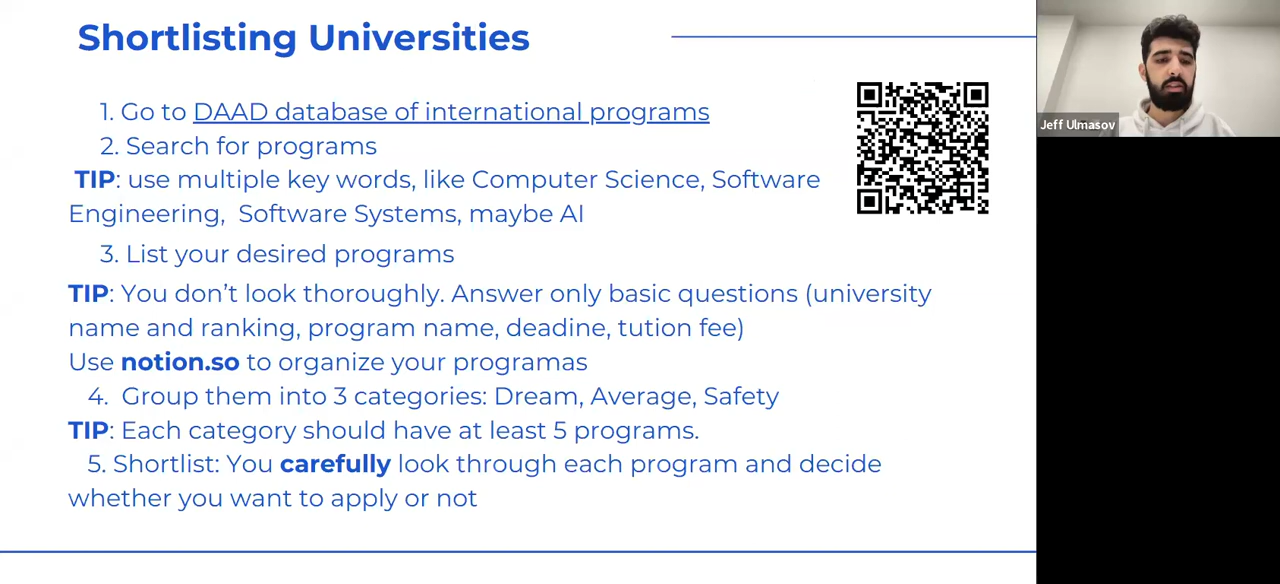 Shortlisting Universities
1. Go to DAAD database of international programs
2. Search for programs
TIP: use multiple key words, like Computer Science, Software
Engineering, Software Systems, maybe AI
3. List your desired programs
TIP: You don't look thoroughly. Answer only basic questions (university
name and ranking, program name, deadine, tution fee)
Use notion.so to organize your programas
4. Group them into 3 categories: Dream, Average, Safety
TIP: Each category should have at least 5 programs.
5. Shortlist: You carefully look through each program and decide
whether you want to apply or not
Jeff Ulmasov